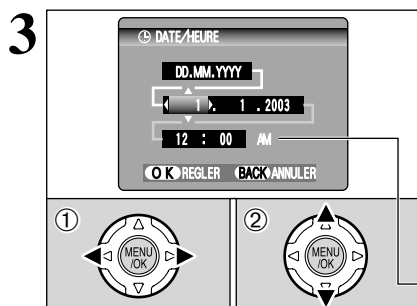 3
DATE/HEURE
DD.MM.YYYY
1. 1 .2003
12 : 00 AM
OK REGLER BACK ANNULER
① ②
MENU /OK MENU /OK